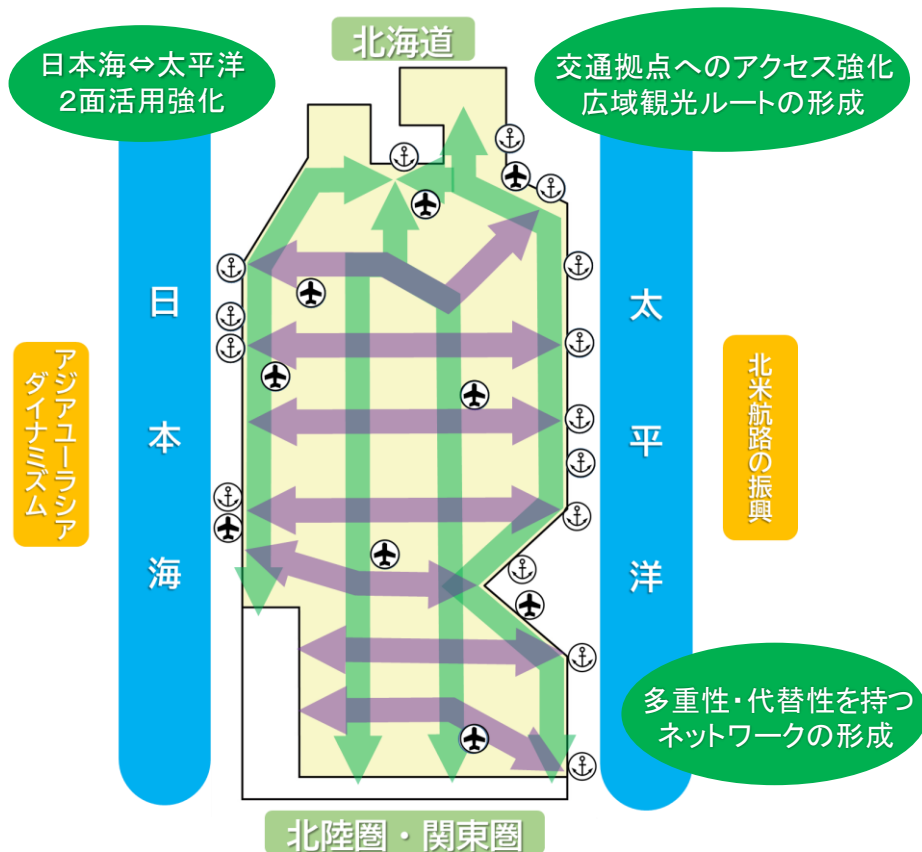 北海道
日本海⇔太平洋
2面活用強化
交通拠点へのアクセス強化
広域観光ルートの形成
日本海
太平洋
アジアユーラシア
ダイナミズム
北米航路の振興
多重性・代替性を持つ
ネットワークの形成
北陸圏・関東圏